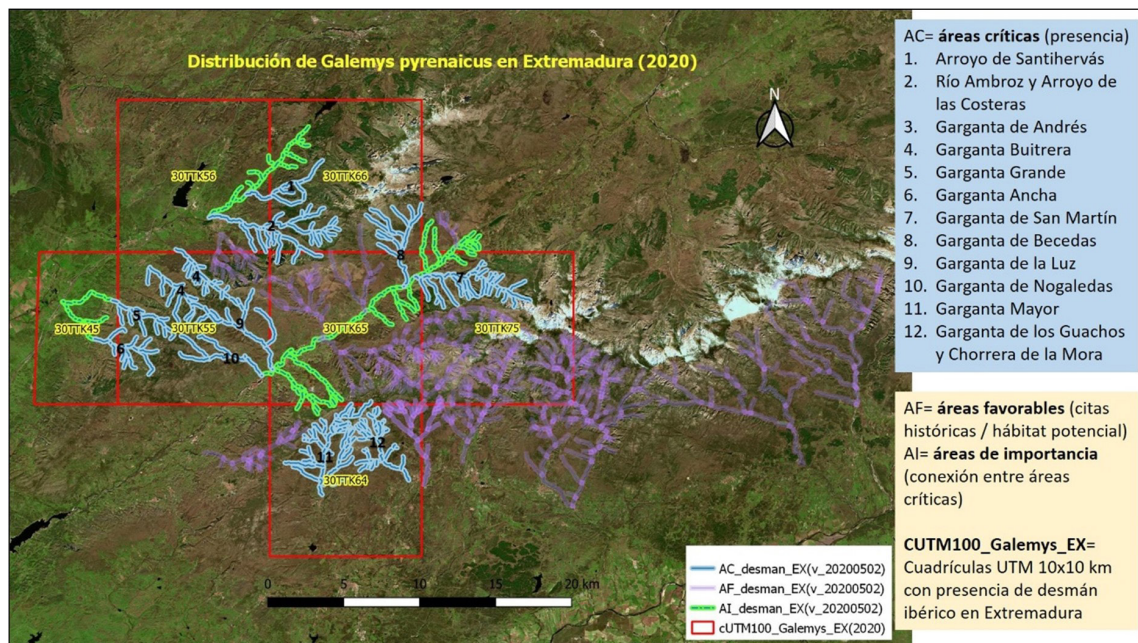 Distribución de Galemys pyrenaicus en Extremadura (2020)
N
30TTK56
30TTK66
1
2
8
7
4
4
9
5
6
10
30TTK45
30TTK55
30TTK65
30TTK75
11
12
30TTK64
0 10 20 km
AC_desman_EX(v_20200502)
AF_desman_EX(v_20200502)
AI_desman_EX(v_20200502)
cUTM100_Galemys_EX(2020)
AC= áreas críticas (presencia)
1. Arroyo de Santihervás
2. Río Ambroz y Arroyo de
las Costeras
3. Garganta de Andrés
4. Garganta Buitrera
5. Garganta Grande
6. Garganta Ancha
7. Garganta de San Martín
8. Garganta de Becedas
9. Garganta de la Luz
10. Garganta de Nogaledas
11. Garganta Mayor
12. Garganta de los Guachos
y Chorrera de la Mora
AF= áreas favorables (citas
históricas / hábitat potencial)
AI= áreas de importancia
(conexión entre áreas
críticas)
CUTM100_Galemys_EX=
Cuadrículas UTM 10x10 km
con presencia de desmán
ibérico en Extremadura